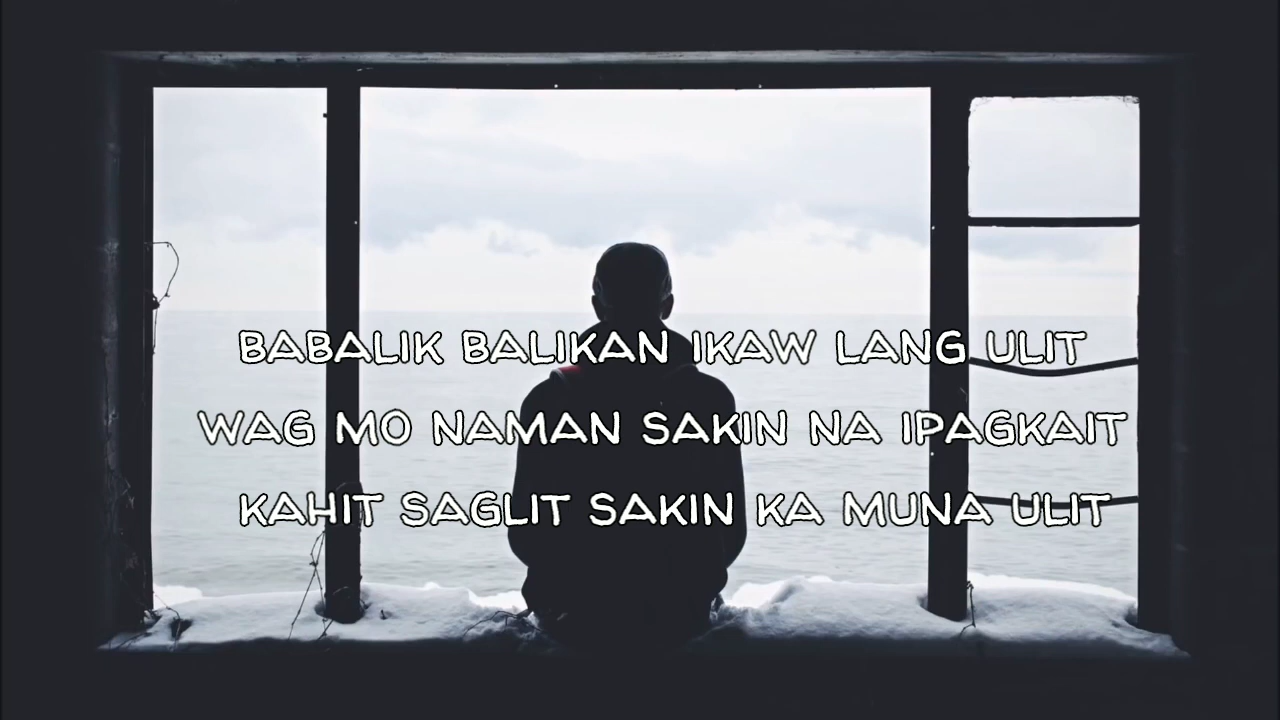 BABALIK BALIKAN IKAW LANG ULIT
WAG MO NAMAN SAKIN NA IPAGKAIT
KAHIT SAGLIT SAKIN KA MUNA ULIT